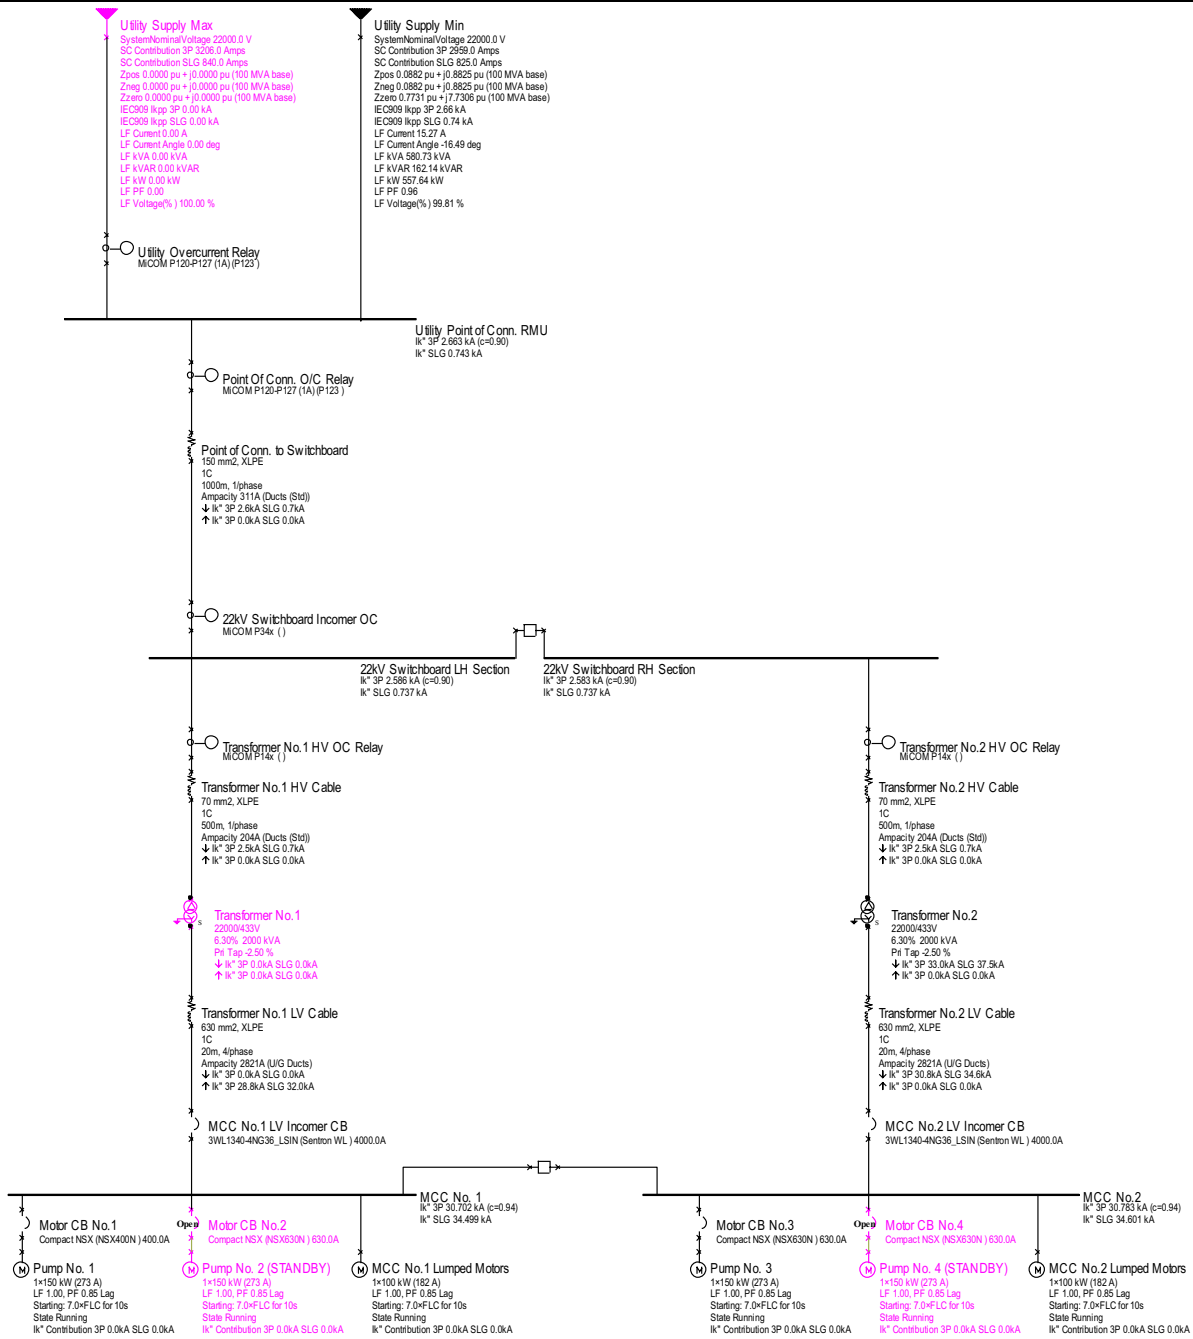 Utility Supply Max
SystemNominalVoltage 22000.0 V
SC Contribution 3P 3206.0 Amps
SC Contribution SLG 840.0 Amps
Zpos 0.0000 pu + j0.0000 pu (100 MVA base)
Zneg 0.0000 pu + j0.0000 pu (100 MVA base)
Zzero 0.0000 pu + j0.0000 pu (100 MVA base)
IEC909 Ikpp 3P 0.00 kA
IEC909 Ikpp SLG 0.00 kA
LF Current 0.00 A
LF Current Angle 0.00 deg
LF kVA 0.00 kVA
LF kVAR 0.00 kVAR
LF kW 0.00 kW
LF PF 0.00
LF Voltage(%) 100.00 %
Utility Supply Min
SystemNominalVoltage 22000.0 V
SC Contribution 3P 2959.0 Amps
SC Contribution SLG 825.0 Amps
Zpos 0.0882 pu + j0.8825 pu (100 MVA base)
Zneg 0.0882 pu + j0.8825 pu (100 MVA base)
Zzero 0.7731 pu + j7.7306 pu (100 MVA base)
IEC909 Ikpp 3P 2.66 kA
IEC909 Ikpp SLG 0.74 kA
LF Current 15.27 A
LF Current Angle -16.49 deg
LF kVA 580.73 kVA
LF kVAR 162.14 kVAR
LF kW 557.64 kW
LF PF 0.96
LF Voltage(%) 99.81 %
Utility Overcurrent Relay
MiCOM P120-P127 (1A) (P123 )
Utility Point of Conn. RMU
Ik" 3P 2.663 kA (c=0.90)
Ik" SLG 0.743 kA
Point Of Conn. O/C Relay
MiCOM P120-P127 (1A) (P123 )
Point of Conn. to Switchboard
150 mm2, XLPE
1C
1000m, 1/phase
Ampacity 311A (Ducts (Std))
↓ Ik" 3P 2.6kA SLG 0.7kA
↑ Ik" 3P 0.0kA SLG 0.0kA
22kV Switchboard Incomer OC
MiCOM P34x ( )
22kV Switchboard LH Section
Ik" 3P 2.586 kA (c=0.90)
Ik" SLG 0.737 kA
22kV Switchboard RH Section
Ik" 3P 2.583 kA (c=0.90)
Ik" SLG 0.737 kA
Transformer No.1 HV OC Relay
MiCOM P14x ( )
Transformer No.2 HV OC Relay
MiCOM P14x ( )
Transformer No.1 HV Cable
70 mm2, XLPE
1C
500m, 1/phase
Ampacity 204A (Ducts (Std))
↓ Ik" 3P 2.5kA SLG 0.7kA
↑ Ik" 3P 0.0kA SLG 0.0kA
Transformer No.2 HV Cable
70 mm2, XLPE
1C
500m, 1/phase
Ampacity 204A (Ducts (Std))
↓ Ik" 3P 2.5kA SLG 0.7kA
↑ Ik" 3P 0.0kA SLG 0.0kA
S
Transformer No.1
22000/433V
6.30% 2000 kVA
Pri Tap -2.50 %
↓ Ik" 3P 0.0kA SLG 0.0kA
↑ Ik" 3P 0.0kA SLG 0.0kA
S
Transformer No.2
22000/433V
6.30% 2000 kVA
Pri Tap -2.50 %
↓ Ik" 3P 33.0kA SLG 37.5kA
↑ Ik" 3P 0.0kA SLG 0.0kA
Transformer No.1 LV Cable
630 mm2, XLPE
1C
20m, 4/phase
Ampacity 2821A (U/G Ducts)
↓ Ik" 3P 0.0kA SLG 0.0kA
↑ Ik" 3P 28.8kA SLG 32.0kA
Transformer No.2 LV Cable
630 mm2, XLPE
1C
20m, 4/phase
Ampacity 2821A (U/G Ducts)
↓ Ik" 3P 30.8kA SLG 34.6kA
↑ Ik" 3P 0.0kA SLG 0.0kA
MCC No.1 LV Incomer CB
3WL1340-4NG36_LSIN (Sentron WL ) 4000.0A
MCC No.2 LV Incomer CB
3WL1340-4NG36_LSIN (Sentron WL ) 4000.0A
MCC No. 1
Ik" 3P 30.702 kA (c=0.94)
Ik" SLG 34.499 kA
MCC No.2
Ik" 3P 30.783 kA (c=0.94)
Ik" SLG 34.601 kA
Motor CB No.1
Compact NSX (NSX400N ) 400.0A
Open
Motor CB No.2
Compact NSX (NSX630N ) 630.0A
Motor CB No.3
Compact NSX (NSX630N ) 630.0A
Open
Motor CB No.4
Compact NSX (NSX630N ) 630.0A
M
Pump No. 1
1×150 kW (273 A)
LF 1.00, PF 0.85 Lag
Starting: 7.0×FLC for 10s
State Running
Ik" Contribution 3P 0.0kA SLG 0.0kA
M
Pump No. 2 (STANDBY)
1×150 kW (273 A)
LF 1.00, PF 0.85 Lag
Starting: 7.0×FLC for 10s
State Running
Ik" Contribution 3P 0.0kA SLG 0.0kA
M
MCC No.1 Lumped Motors
1×100 kW (182 A)
LF 1.00, PF 0.85 Lag
Starting: 7.0×FLC for 10s
State Running
Ik" Contribution 3P 0.0kA SLG 0.0kA
M
Pump No. 3
1×150 kW (273 A)
LF 1.00, PF 0.85 Lag
Starting: 7.0×FLC for 10s
State Running
Ik" Contribution 3P 0.0kA SLG 0.0kA
M
Pump No. 4 (STANDBY)
1×150 kW (273 A)
LF 1.00, PF 0.85 Lag
Starting: 7.0×FLC for 10s
State Running
Ik" Contribution 3P 0.0kA SLG 0.0kA
M
MCC No.2 Lumped Motors
1×100 kW (182 A)
LF 1.00, PF 0.85 Lag
Starting: 7.0×FLC for 10s
State Running
Ik" Contribution 3P 0.0kA SLG 0.0kA